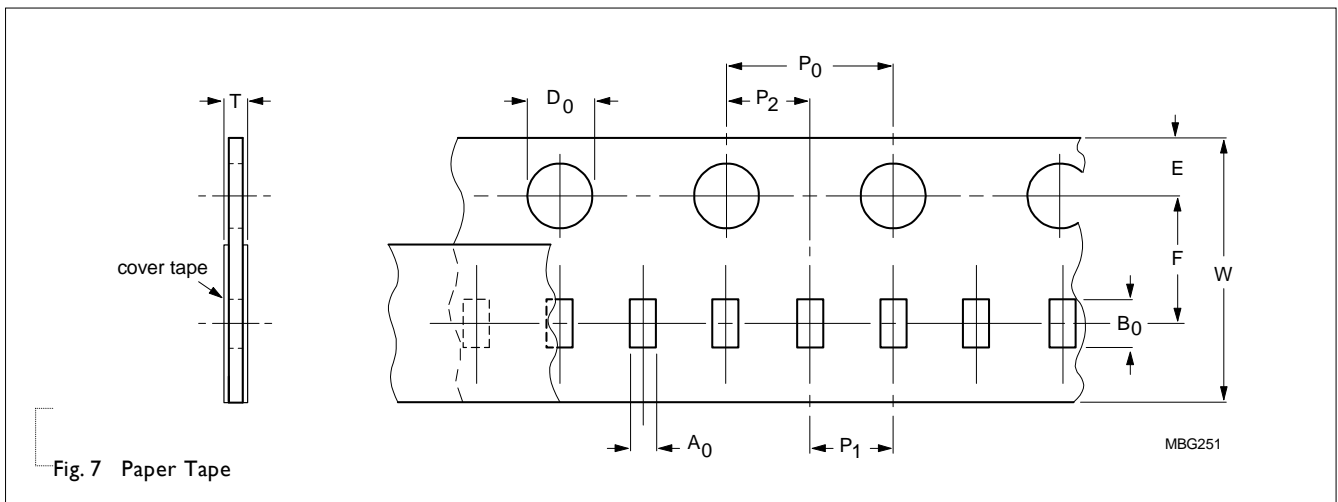 P0
T
D0
P2
E
F
W
cover tape
B0
A0
P1
MBG251
Fig. 7 Paper Tape